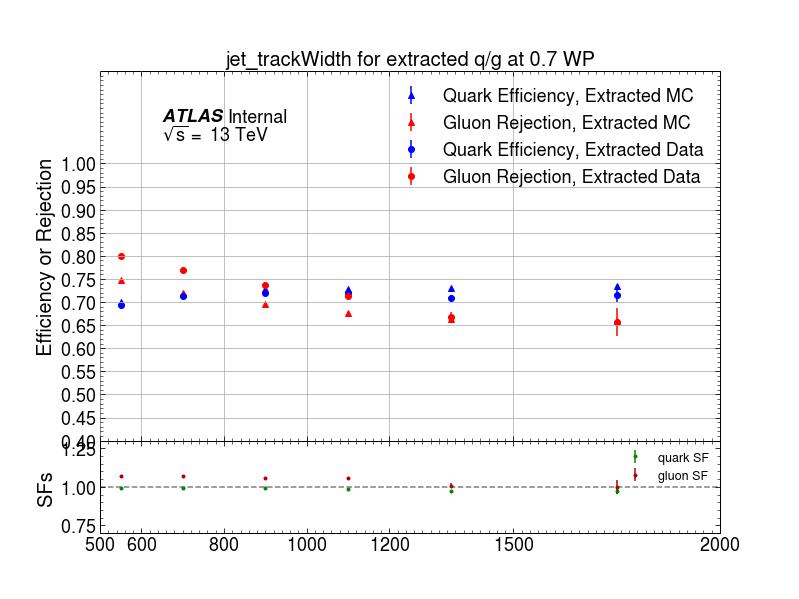 jet_trackWidth for extracted q/g at 0.7 WP
ATLAS Internal
√s = 13 TeV
Quark Efficiency, Extracted MC
Gluon Rejection, Extracted MC
Quark Efficiency, Extracted Data
Gluon Rejection, Extracted Data
Efficiency or Rejection
1.00
0.95
0.90
0.85
0.80
0.75
0.70
0.65
0.60
0.55
0.50
0.45
0.40
SFs
1.25
1.00
0.75
quark SF
gluon SF
500 600 800 1000 1200 1500 2000